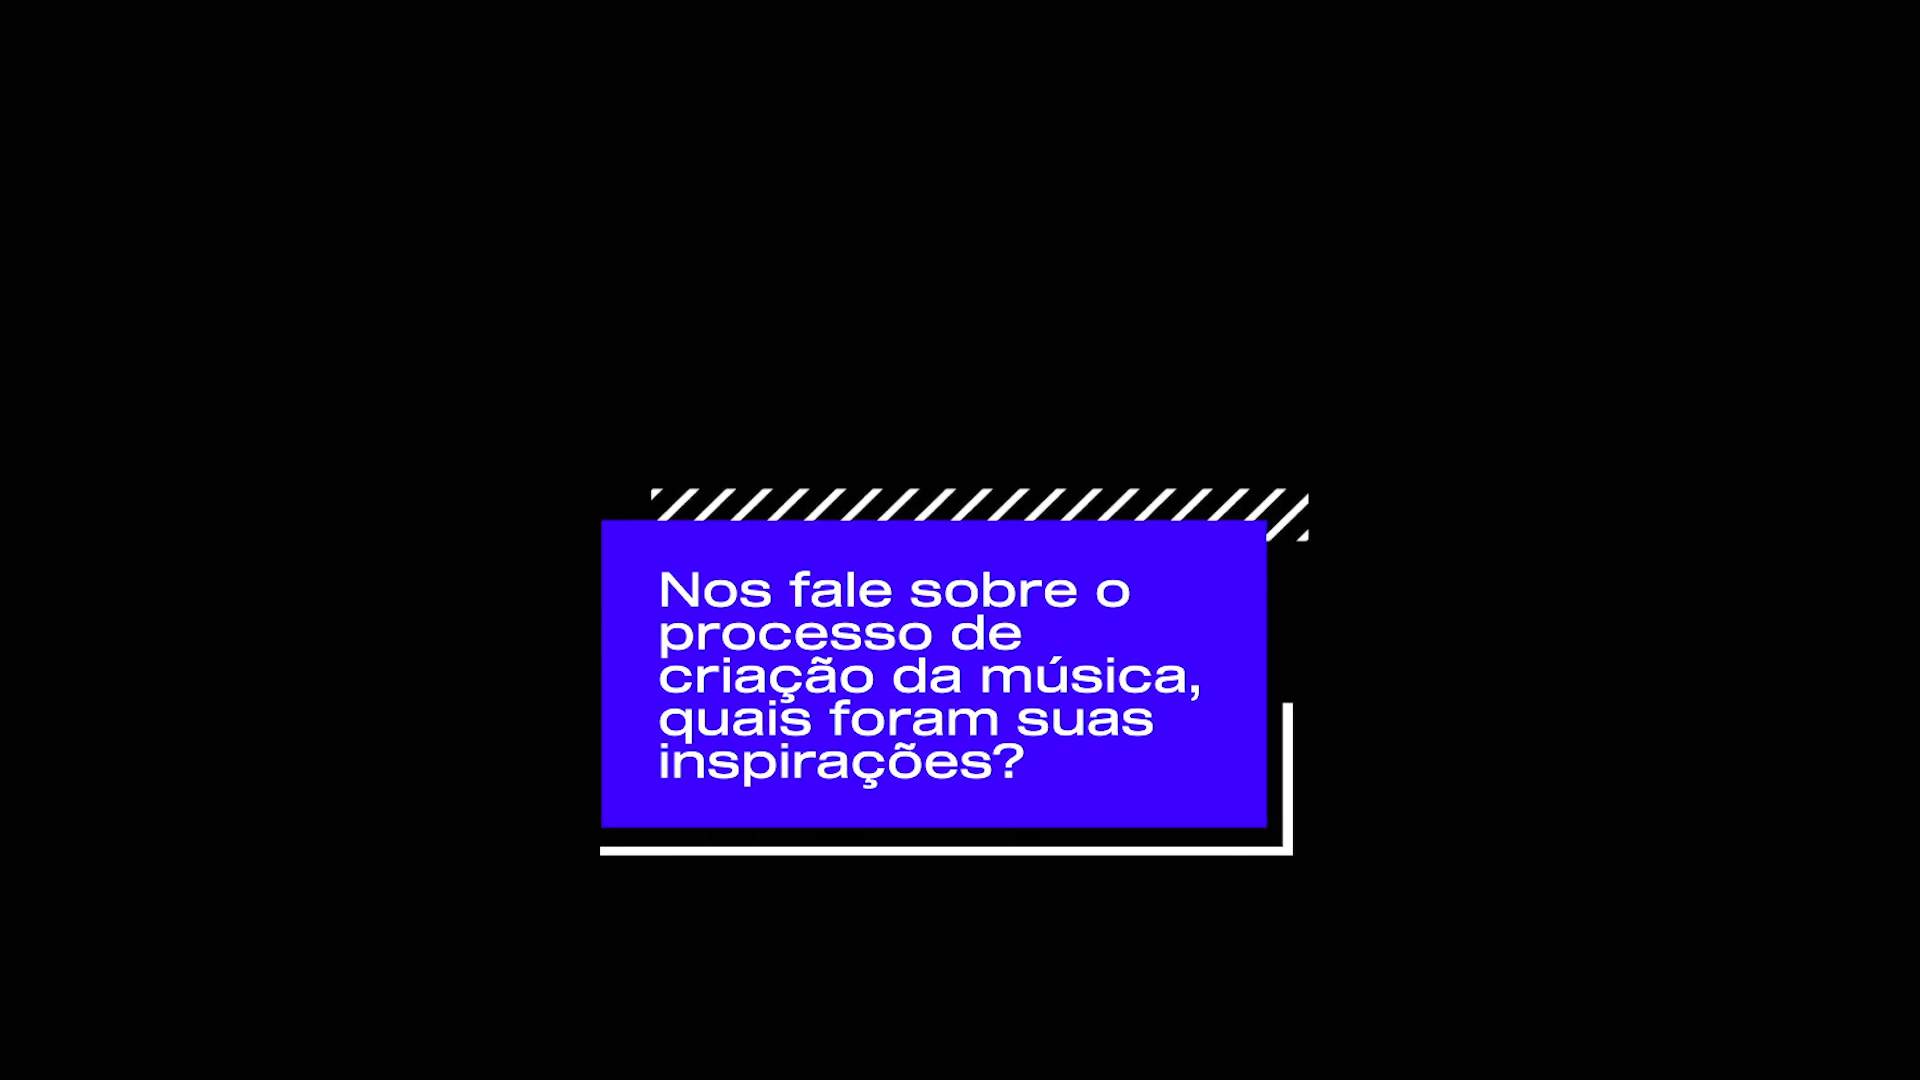 Nos fale sobre o
processo de
criação da música,
quais foram suas
inspirações?